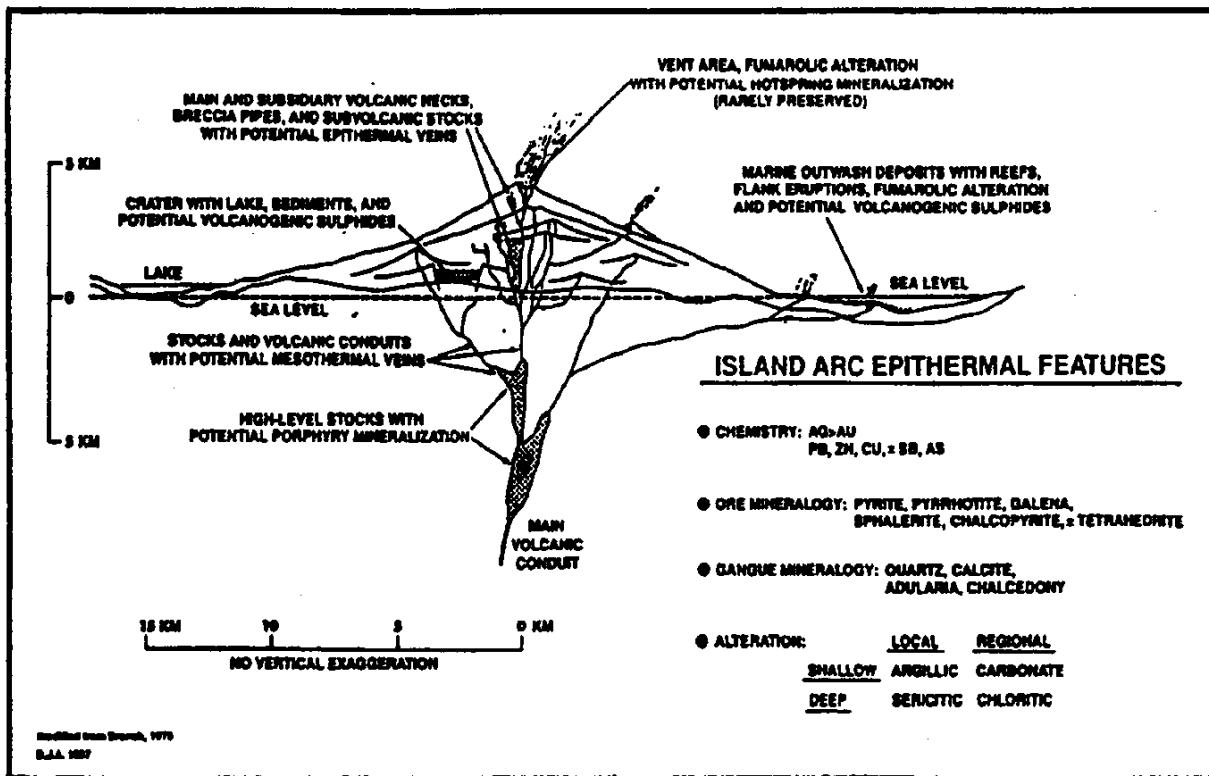 VENT AREA, FUMAROLIC ALTERATION
WITH POTENTIAL HOTSPRING MINERALIZATION
(RARELY PRESERVED)
MAIN AND SUBSIDIARY VOLCANIC NECKS,
BRECCIA PIPES, AND SUBVOLCANIC STOCKS
WITH POTENTIAL EPITHERMAL VEINS
5 KM
MARINE OUTWASH DEPOSITS WITH REEFS,
FLANK ERUPTIONS, FUMAROLIC ALTERATION
AND POTENTIAL VOLCANOGENIC SULPHIDES
CRATER WITH LAKE, SEDIMENTS, AND
POTENTIAL VOLCANOGENIC SULPHIDES
LAKE
SEA LEVEL
0
SEA LEVEL
STOCKS AND VOLCANIC CONDUITS
WITH POTENTIAL MESOTHERMAL VEINS
ISLAND ARC EPITHERMAL FEATURES
HIGH-LEVEL STOCKS WITH
POTENTIAL PORPHYRY MINERALIZATION
5 KM
● CHEMISTRY: AG>AU
PB, ZN, CU, ± SB, AS
● ORE MINERALOGY: PYRITE, PYRRHOTITE, GALENA,
SPHALERITE, CHALCOPYRITE, ± TETRAHEDRITE
MAIN
VOLCANIC
CONDUIT
● GANGUE MINERALOGY: QUARTZ, CALCITE,
ADULARIA, CHALCEDONY
15 KM 10 5 0 KM
NO VERTICAL EXAGGERATION
● ALTERATION: LOCAL REGIONAL
SHALLOW ARGILLIC CARBONATE
DEEP SERICITIC CHLORITIC
modified from Branch, 1976
1987